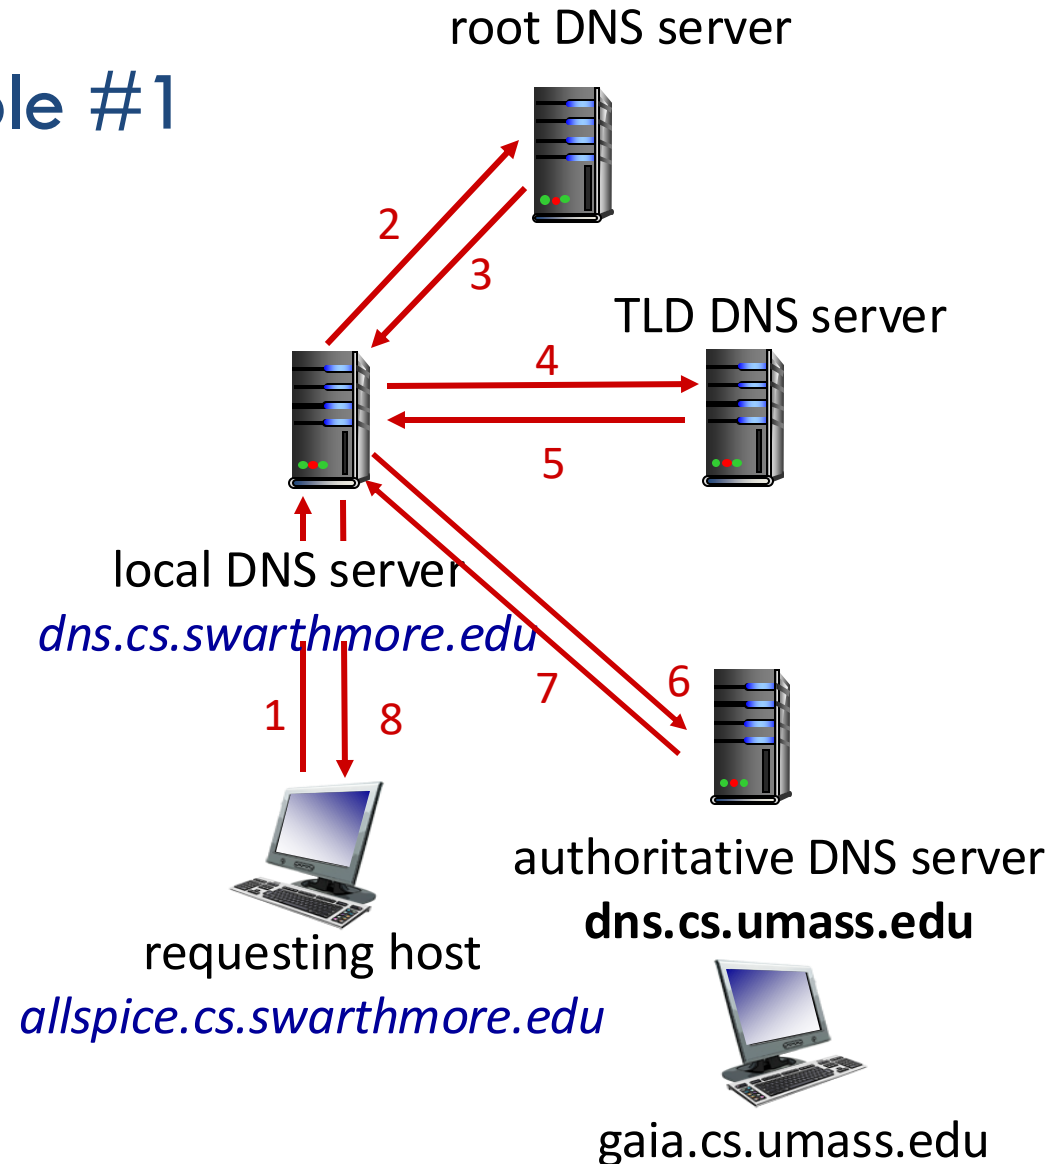 root DNS server
#1
2
3
TLD DNS server
4
5
local DNS server
dns.cs.swarthmore.edu
6
7
1
8
authoritative DNS server
dns.cs.umass.edu
requesting host
allspice.cs.swarthmore.edu
gaia.cs.umass.edu